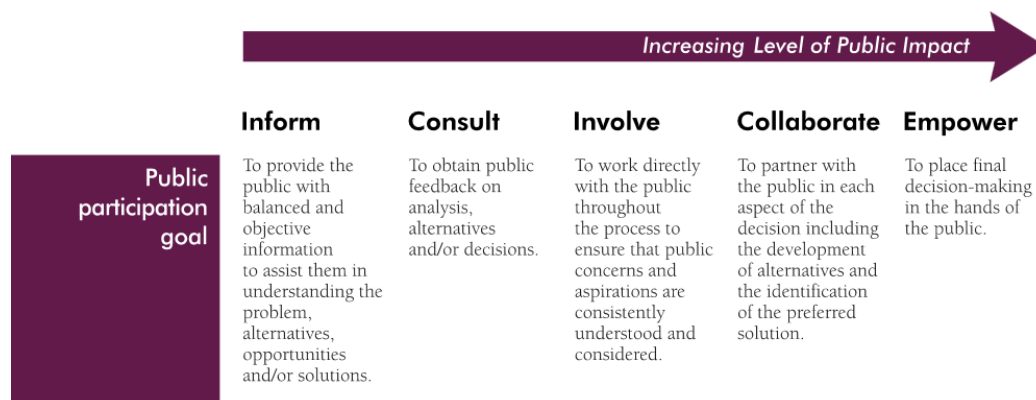 Increasing Level of Public Impact
Inform
Consult
Involve
Collaborate
Empower
Public
participation
goal
To provide the
public with
balanced and
objective
information
to assist them in
understanding the
problem,
alternatives,
opportunities
and/or solutions.
To obtain public
feedback on
analysis,
alternatives
and/or decisions.
To work directly
with the public
throughout
the process to
ensure that public
concerns and
aspirations are
consistently
understood and
considered.
To partner with
the public in each
aspect of the
decision including
the development
of alternatives and
the identification
of the preferred
solution.
To place final
decision-making
in the hands of
the public.